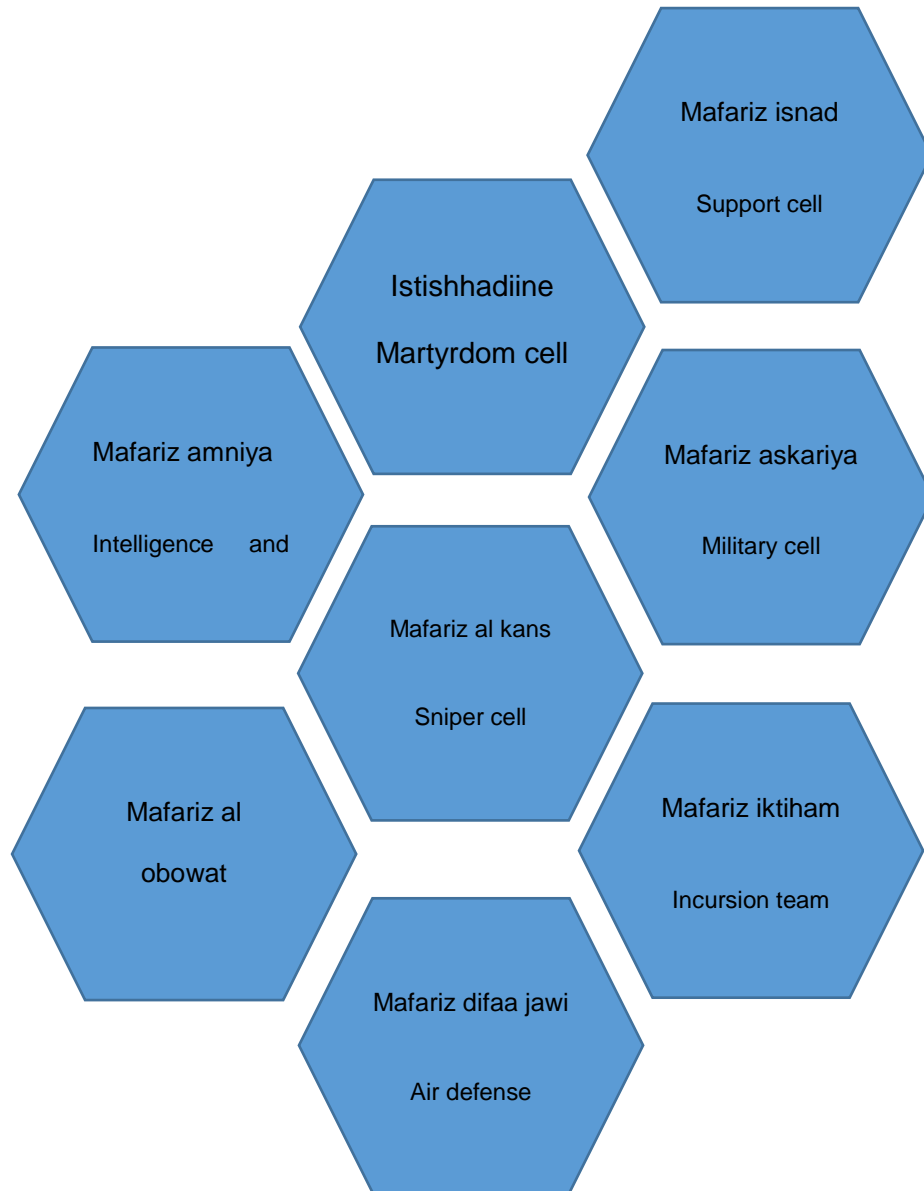 Mafariz isnad
Support cell
Istishhadiine
Martyrdom cell
Mafariz amniya
Intelligence and
Mafariz askariya
Military cell
Mafariz al kans
Sniper cell
Mafariz al
obowat
Mafariz iktiham
Incursion team
Mafariz difaa jawi
Air defense